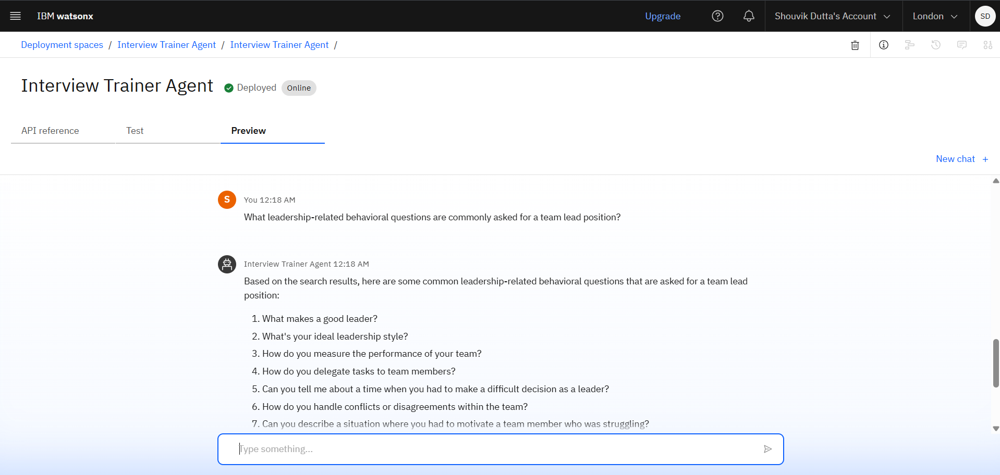 IBM watsonx
Upgrade
Shouvik Dutta's Account
London
SD
Deployment spaces / Interview Trainer Agent / Interview Trainer Agent /
Interview Trainer Agent
Deployed
Online
API reference
Test
Preview
New chat +
S
You 12:18 AM
What leadership-related behavioral questions are commonly asked for a team lead position?
Interview Trainer Agent 12:18 AM
Based on the search results, here are some common leadership-related behavioral questions that are asked for a team lead
position:
1. What makes a good leader?
2. What's your ideal leadership style?
3. How do you measure the performance of your team?
4. How do you delegate tasks to team members?
5. Can you tell me about a time when you had to make a difficult decision as a leader?
6. How do you handle conflicts or disagreements within the team?
7. Can you describe a situation where you had to motivate a team member who was struggling?
Type something...